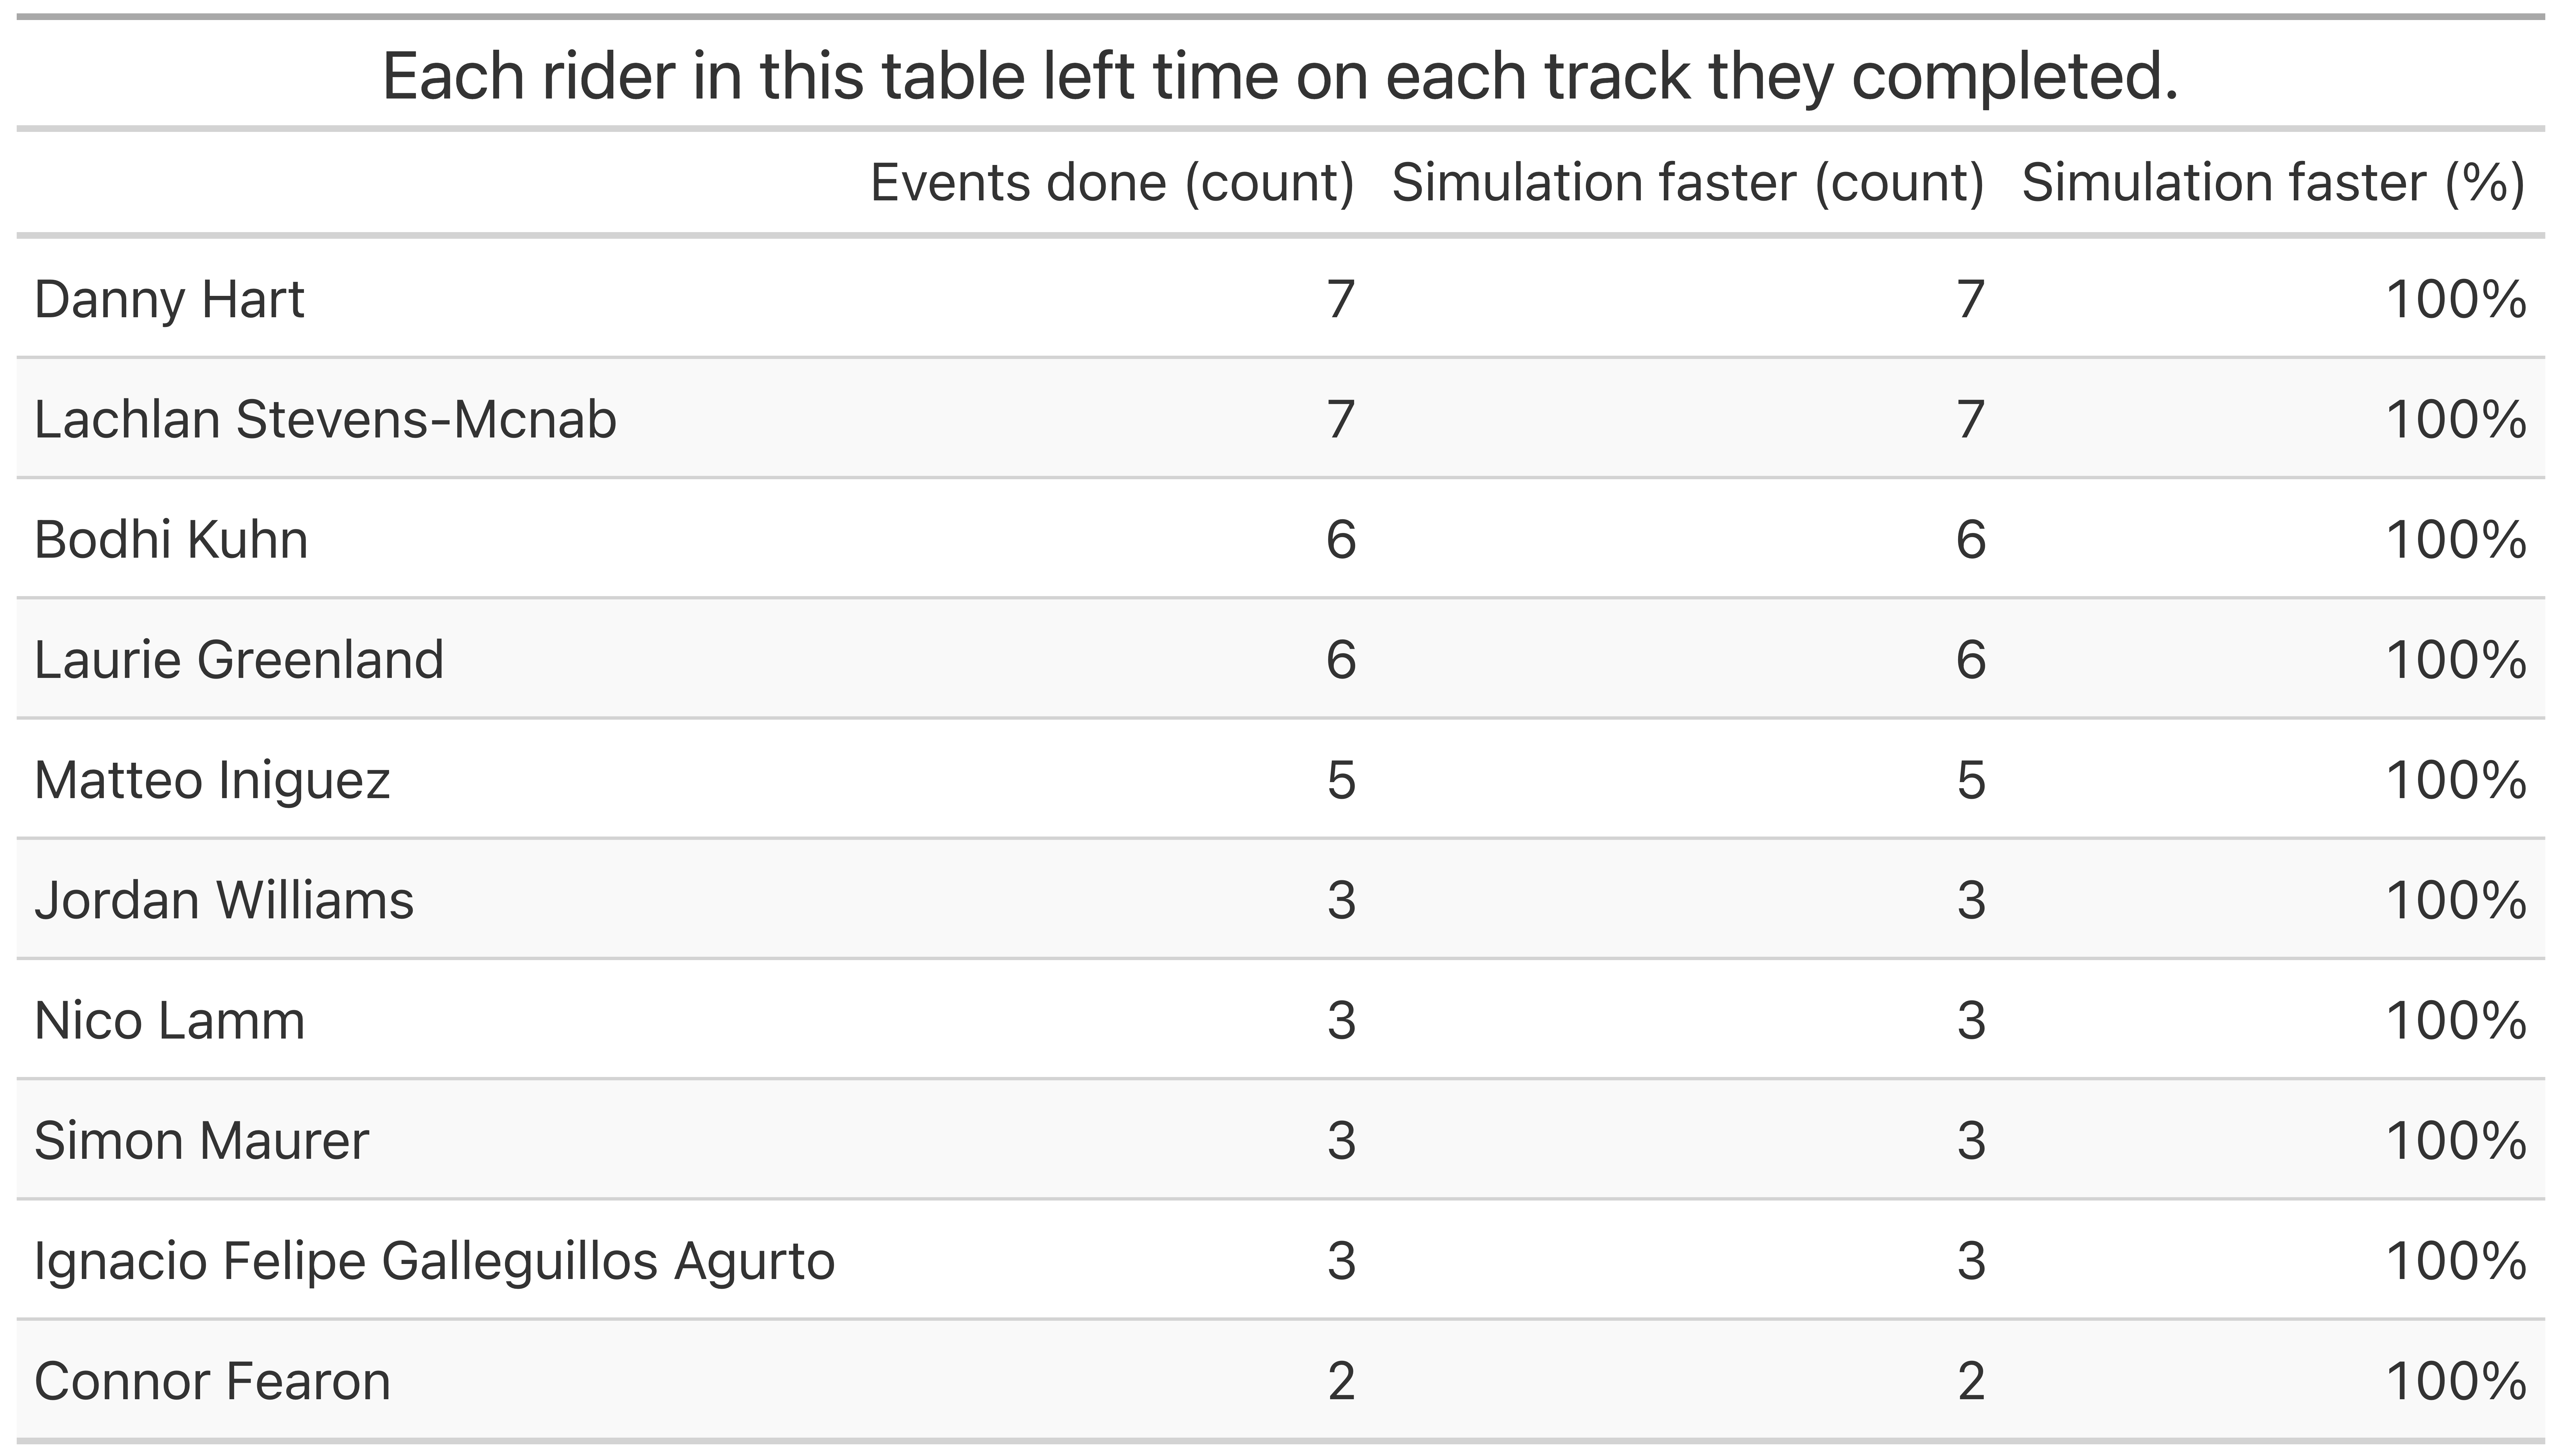 Each rider in this table left time on each track they completed.
Events done (count) Simulation faster (count) Simulation faster (%)
Danny Hart 7 7 100%
Lachlan Stevens-Mcnab 7 7 100%
Bodhi Kuhn 6 6 100%
Laurie Greenland 6 6 100%
Matteo Iniguez 5 5 100%
Jordan Williams 3 3 100%
Nico Lamm 3 3 100%
Simon Maurer 3 3 100%
Ignacio Felipe Galleguillos Agurto 3 3 100%
Connor Fearon 2 2 100%